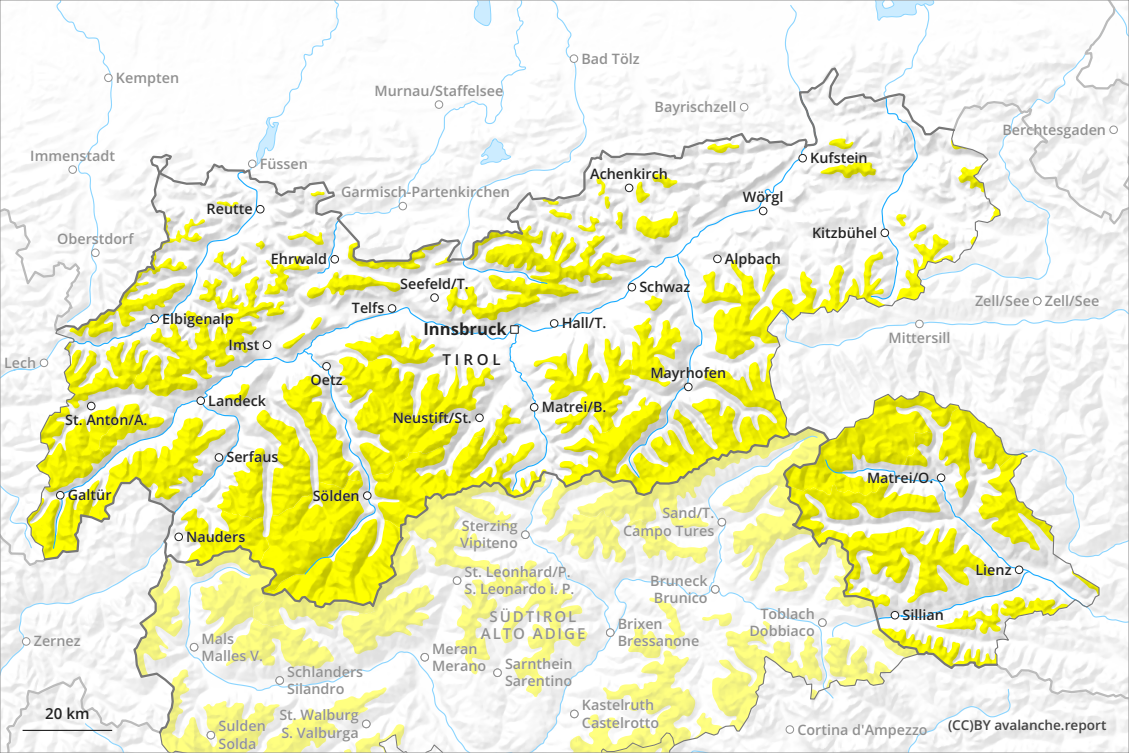 Kempten
Bad Tölz
Murnau/Staffelsee
Bayrischzell
Berchtesgaden
Immenstadt
Füssen
Kufstein
Achenkirch
Garmisch-Partenkirchen
Wörgl
Reutte
Kitzbühel
Oberstdorf
Ehrwald
Alpbach
Seefeld/T.
Schwaz
Zell/See
Zell/See
Telfs
Elbigenalp
Innsbruck
Hall/T.
Mittersill
Imst
TIROL
Lech
Oetz
Mayrhofen
Landeck
Matrei/B.
St. Anton/A.
Neustift/St.
Serfaus
Matrei/O.
Galtür
Sölden
Sand/T.
Campo Tures
Sterzing
Vipiteno
Nauders
Lienz
St. Leonhard/P.
S. Leonardo i. P.
Bruneck
Brunico
SÜDTIROL
ALTO ADIGE
Toblach
Dobbiaco
Sillian
Brixen
Bressanone
Zernez
Mals
Malles V.
Meran
Merano
Sarnthein
Sarentino
Schlanders
Silandro
Kastelruth
Castelrotto
20 km
St. Walburg
S. Valburga
Sulden
Solda
Cortina d'Ampezzo
(CC)BY avalanche.report